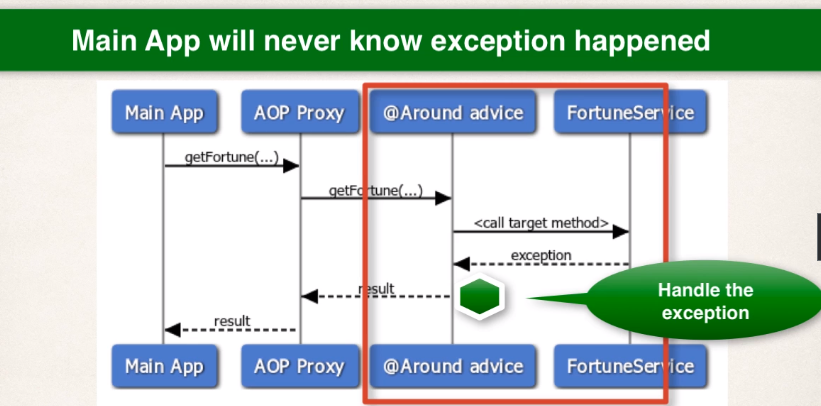 Main App will never know exception happened
Main App
AOP Proxy
@Around advice
FortuneService
getFortune(...)
getFortune(...)
<call target method>
exception
result
Handle the
exception
result
Main App
AOP Proxy
@Around advice
FortuneService